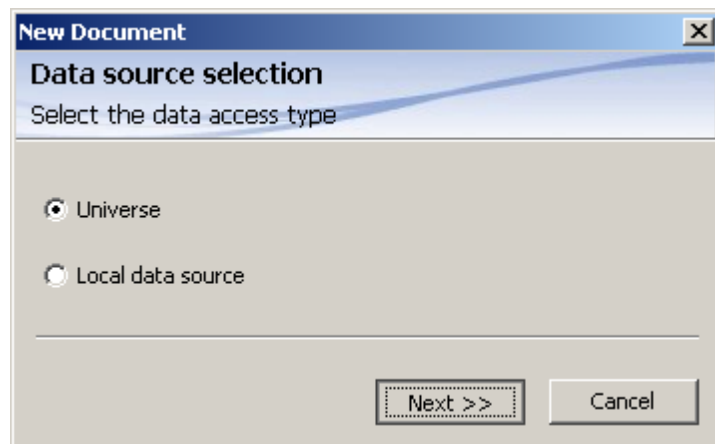 New Document
Data source selection
Select the data access type
Universe
Local data source
Next >>
Cancel